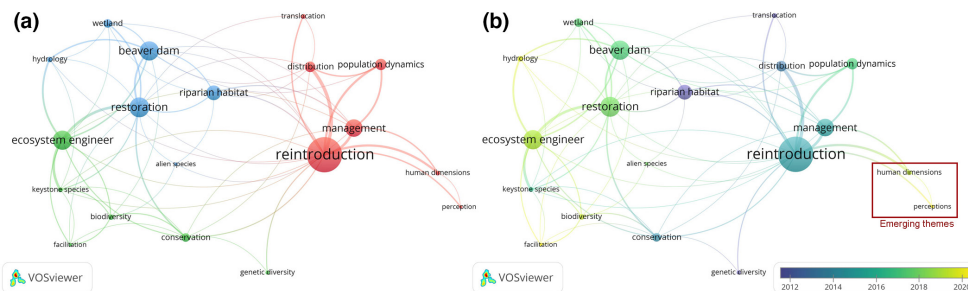 (a)
translocation
wetland
beaver dam
hydrology
distribution
population dynamics
riparian habitat
restoration
management
ecosystem engineer
reintroduction
alien species
human dimensions
keystone species
perception
biodiversity
conservation
facilitation
genetic diversity
VOSviewer
(b)
translocation
wetland
beaver dam
hydrology
distribution
population dynamics
riparian habitat
restoration
management
ecosystem engineer
reintroduction
alien species
human dimensions
keystone species
perceptions
biodiversity
Emerging themes
conservation
facilitation
genetic diversity
VOSviewer
2012 2014 2016 2018 2020